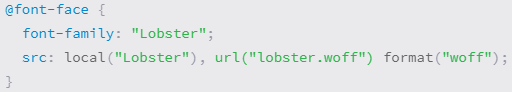 @font-face {
  font-family: "Lobster";
  src: local("Lobster"), url("lobster.woff") format("woff");
}